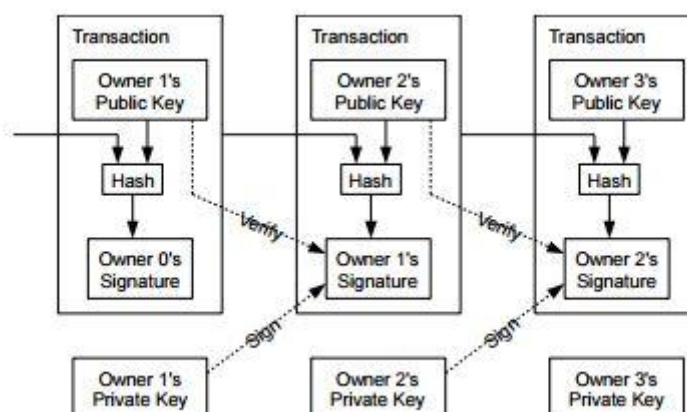 Transaction
Owner 1's
Public Key
Hash
Owner 0's
Signature
Transaction
Owner 2's
Public Key
Hash
Verify
Owner 1's
Signature
Transaction
Owner 3's
Public Key
Hash
Verify
Owner 2's
Signature
Sign
Sign
Owner 1's
Private Key
Owner 2's
Private Key
Owner 3's
Private Key